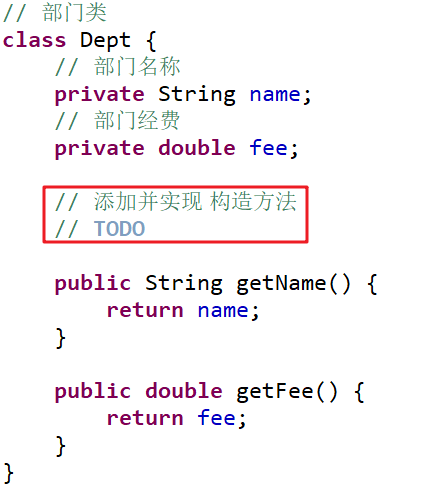 // 部门类
class Dept {
// 部门名称
private String name;
// 部门经费
private double fee;
// 添加并实现 构造方法
// TODO
public String getName() {
return name;
}
public double getFee() {
return fee;
}
}